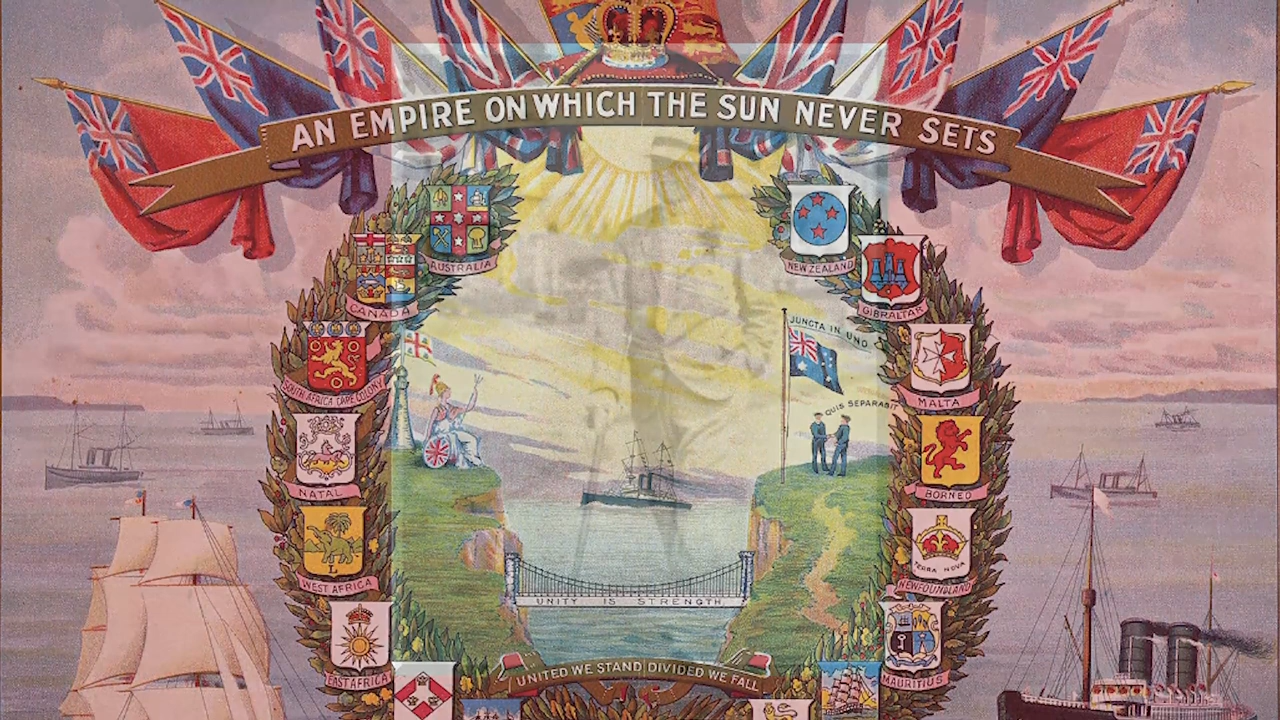 AN EMPIRE ON WHICH THE SUN NEVER SETS
AUSTRALIA
NEW ZEALAND
CANADA
GIBRALTAR
JUNCTA IN UNO
SOUTH AFRICA CAPE COLONY
MALTA
QUIS SEPARABIT
NATAL
BORNEO
TERRA NOVA
WEST AFRICA
NEWFOUNDLAND
L
UNITY IS STRENGTH.
EAST AFRICA
MAURITIUS
UNITED WE STAND DIVIDED WE FALL